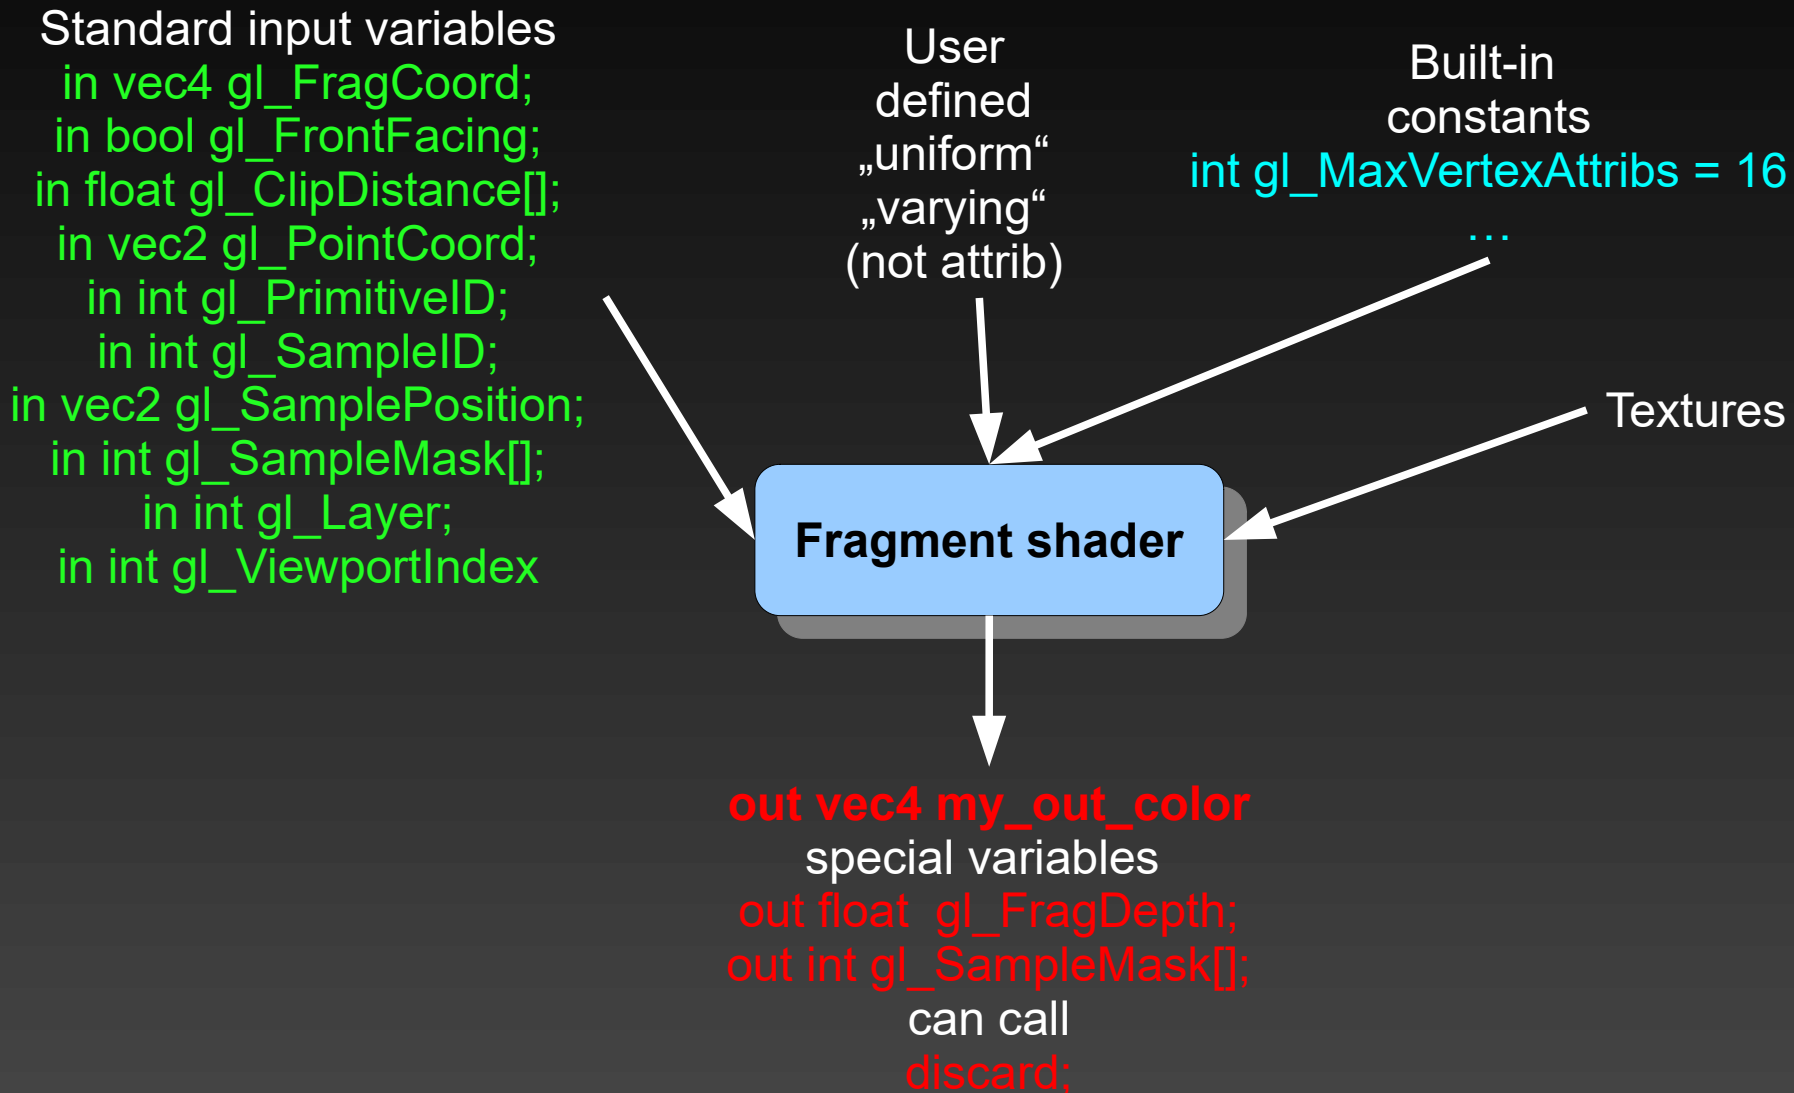 Standard input variables
in vec4 gl_FragCoord;
in bool gl_FrontFacing;
in float gl_ClipDistance[];
in vec2 gl_PointCoord;
in int gl_PrimitiveID;
in int gl_SampleID;
in vec2 gl_SamplePosition;
in int gl_SampleMask[];
in int gl_Layer;
in int gl_ViewportIndex
User
defined
„uniform“
„varying“
(not attrib)
Built-in
constants
int gl_MaxVertexAttribs = 16
…
Textures
Fragment shader
out vec4 my_out_color
special variables
out float  gl_FragDepth;
out int gl_SampleMask[];
can call
discard;